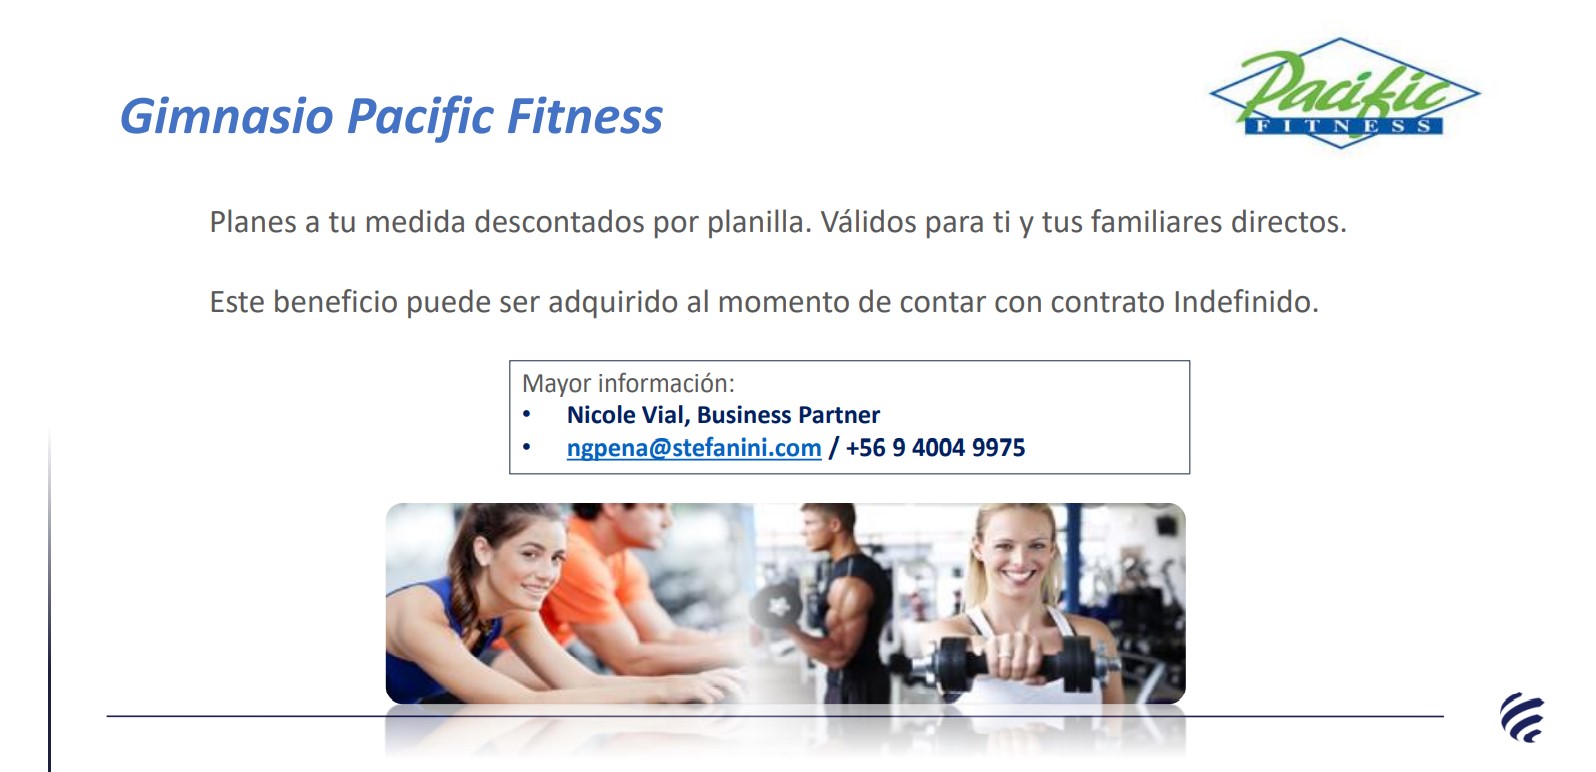 Pacific
FITNESS
Gimnasio Pacific Fitness
Planes a tu medida descontados por planilla. Válidos para ti y tus familiares directos.
Este beneficio puede ser adquirido al momento de contar con contrato Indefinido.
Mayor información:
• Nicole Vial, Business Partner
• ngpena@stefanini.com / +56 9 4004 9975